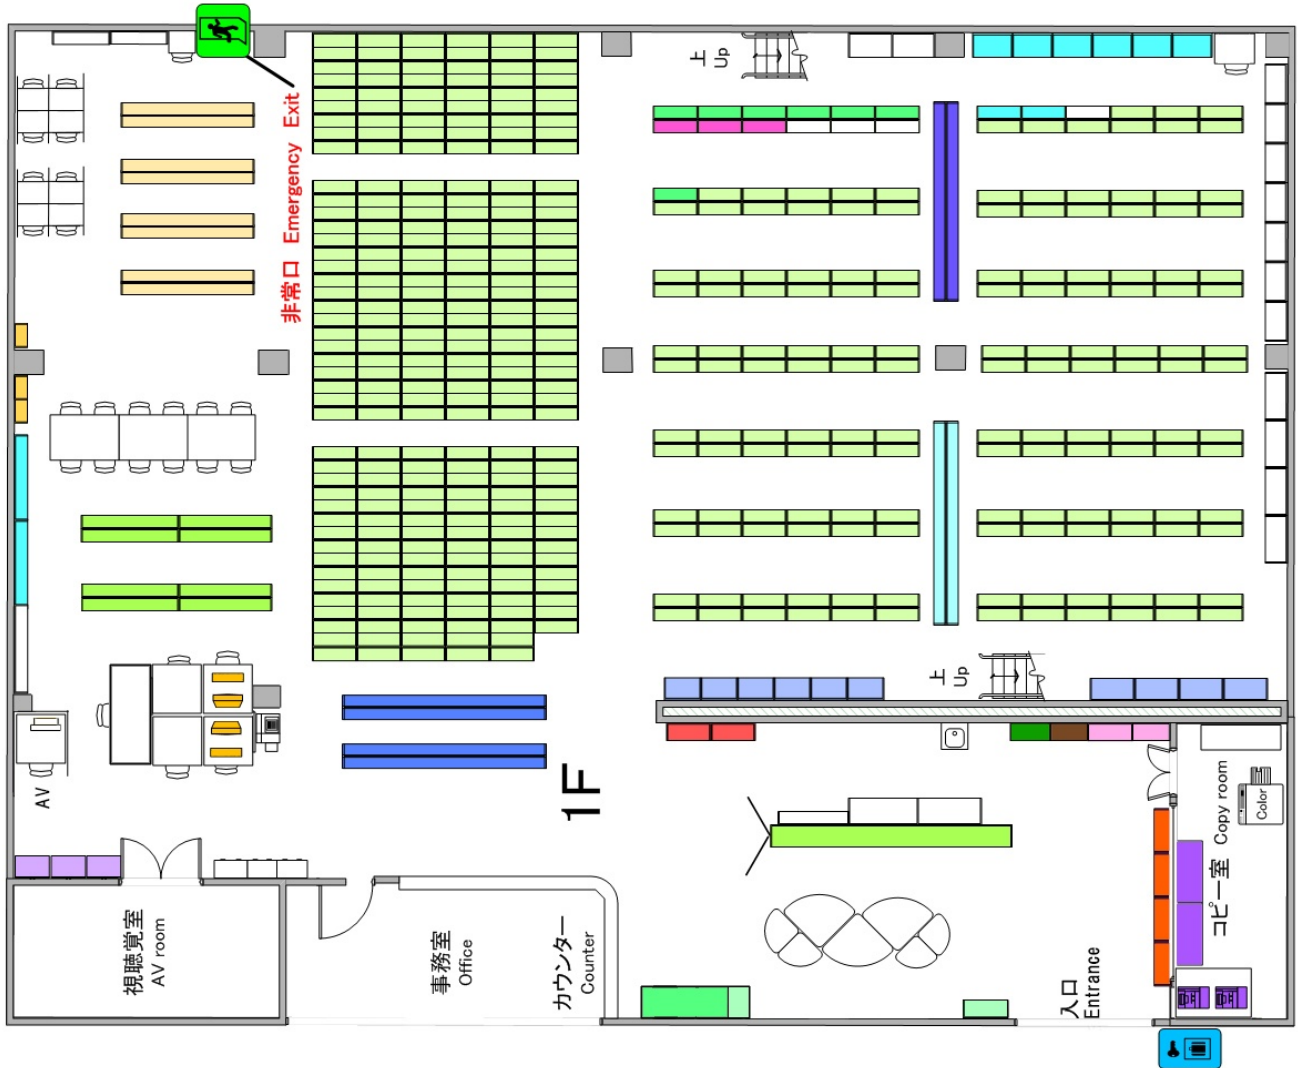 上
Up
非常口 Emergency Exit
上
Up
1F
AV
コピー室 Copy room
Color
視聴覚室
AV room
事務室
Office
カウンター
Counter
入口
Entrance